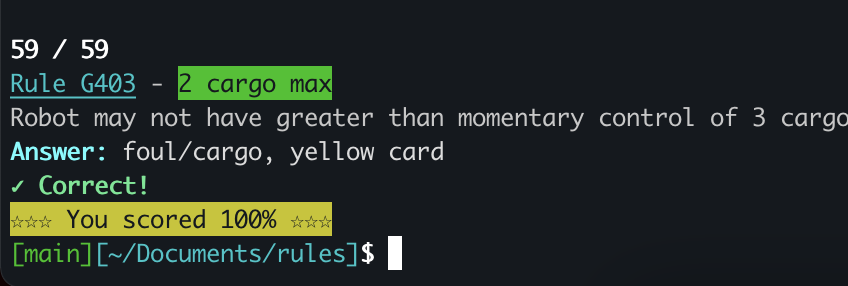 59 / 59
Rule G403 - 2 cargo max
Robot may not have greater than momentary control of 3 cargo
Answer: foul/cargo, yellow card
✓ Correct!
☆☆☆ You scored 100% ☆☆☆
[main][~/Documents/rules]$